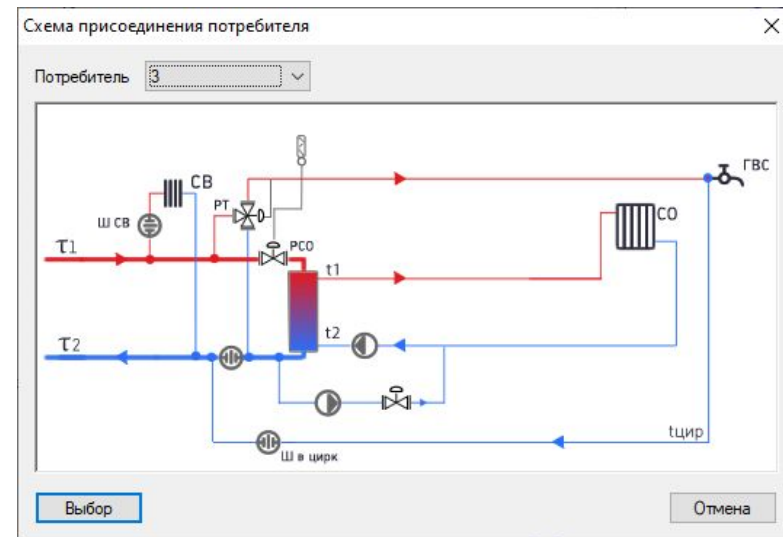 Схема присоединения потребителя
Потребитель 3
СВ
ГВС
РТ
Ш СВ
СО
τ1
РСО
t1
t2
τ2
tцир
Ш в цирк
Выбор
Отмена